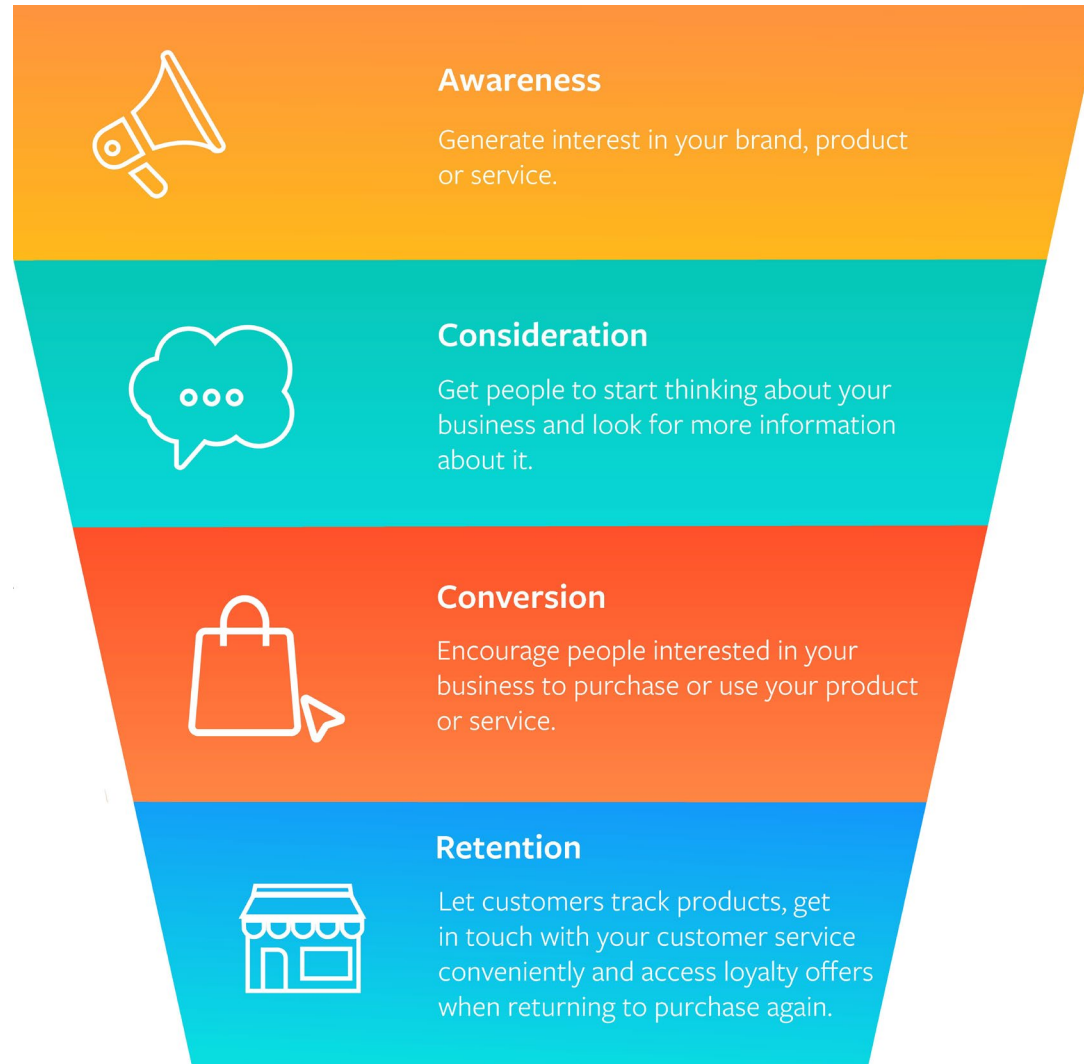 Awareness
Generate interest in your brand, product
or service.
Consideration
Get people to start thinking about your
business and look for more information
about it.
Conversion
Encourage people interested in your
business to purchase or use your product
or service.
Retention
Let customers track products, get
in touch with your customer service
conveniently and access loyalty offers
when returning to purchase again.